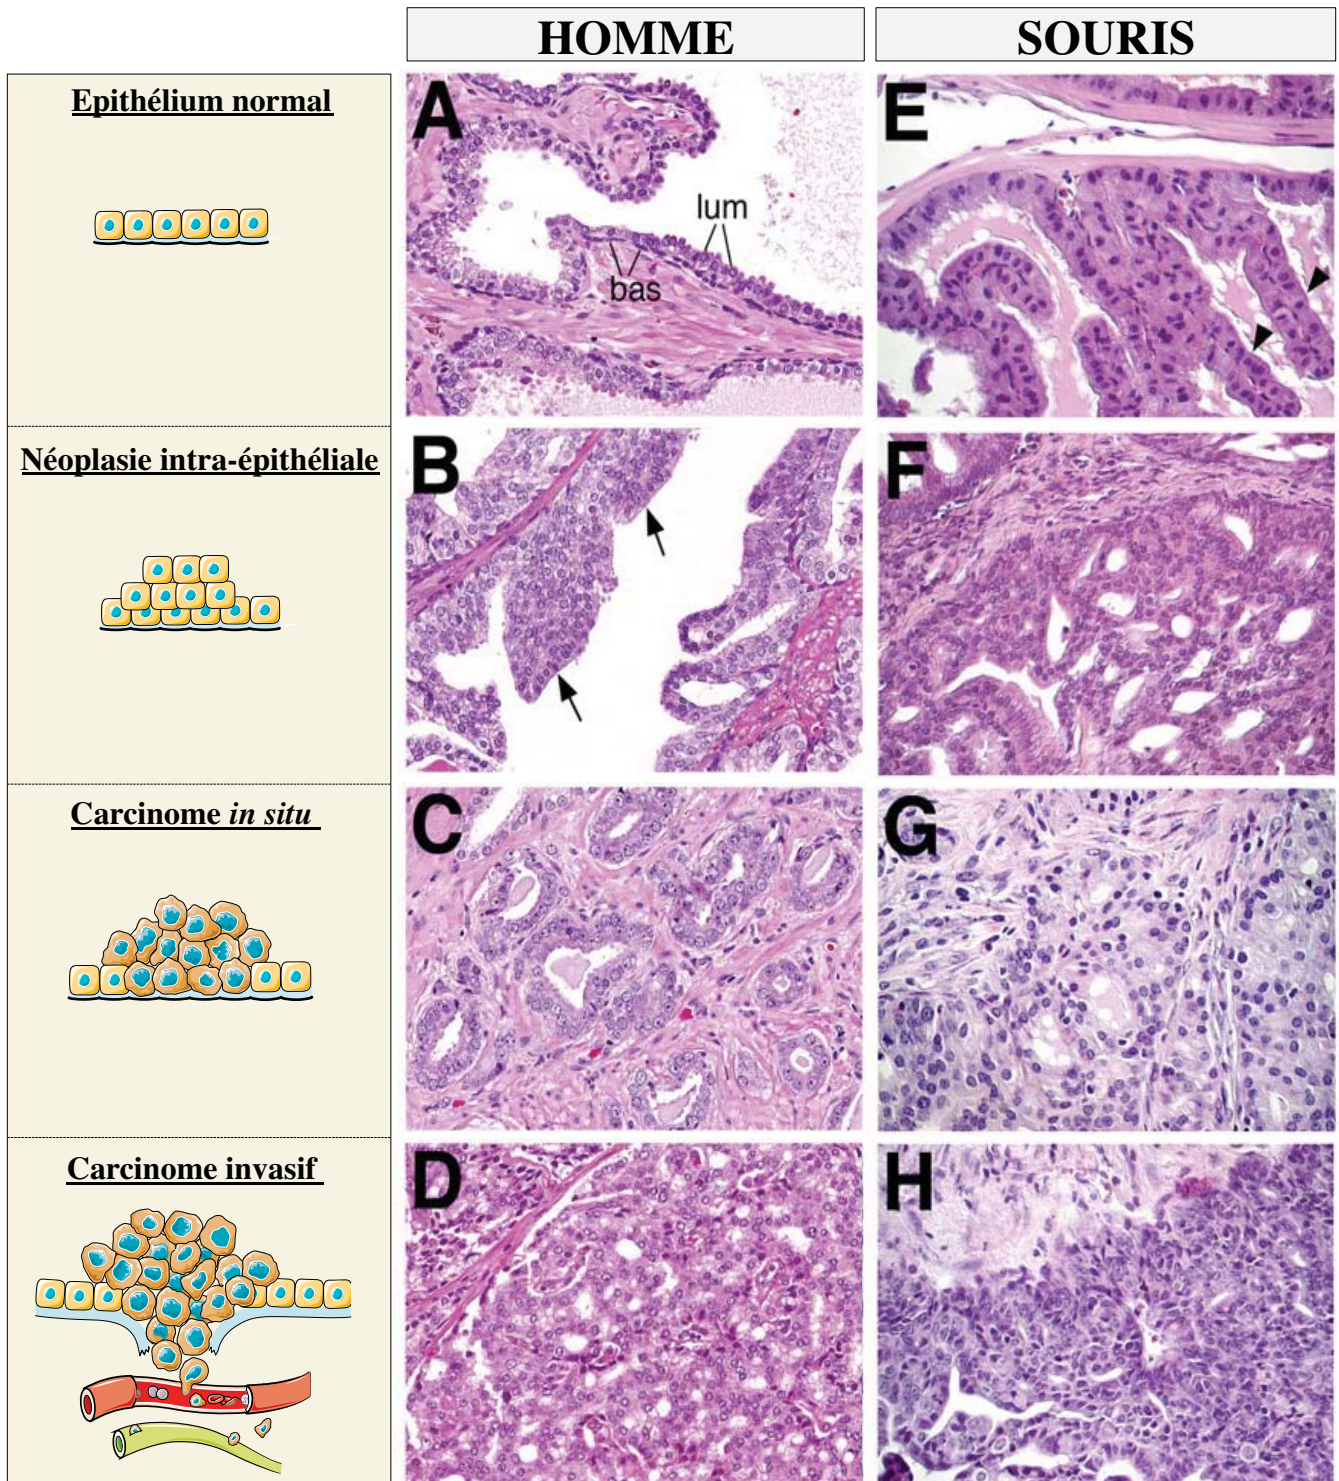 HOMME
SOURIS
Epithélium normal
A
lum
bas
E
Néoplasie intra-épithéliale
B
F
Carcinome in situ
C
G
Carcinome invasif
D
H